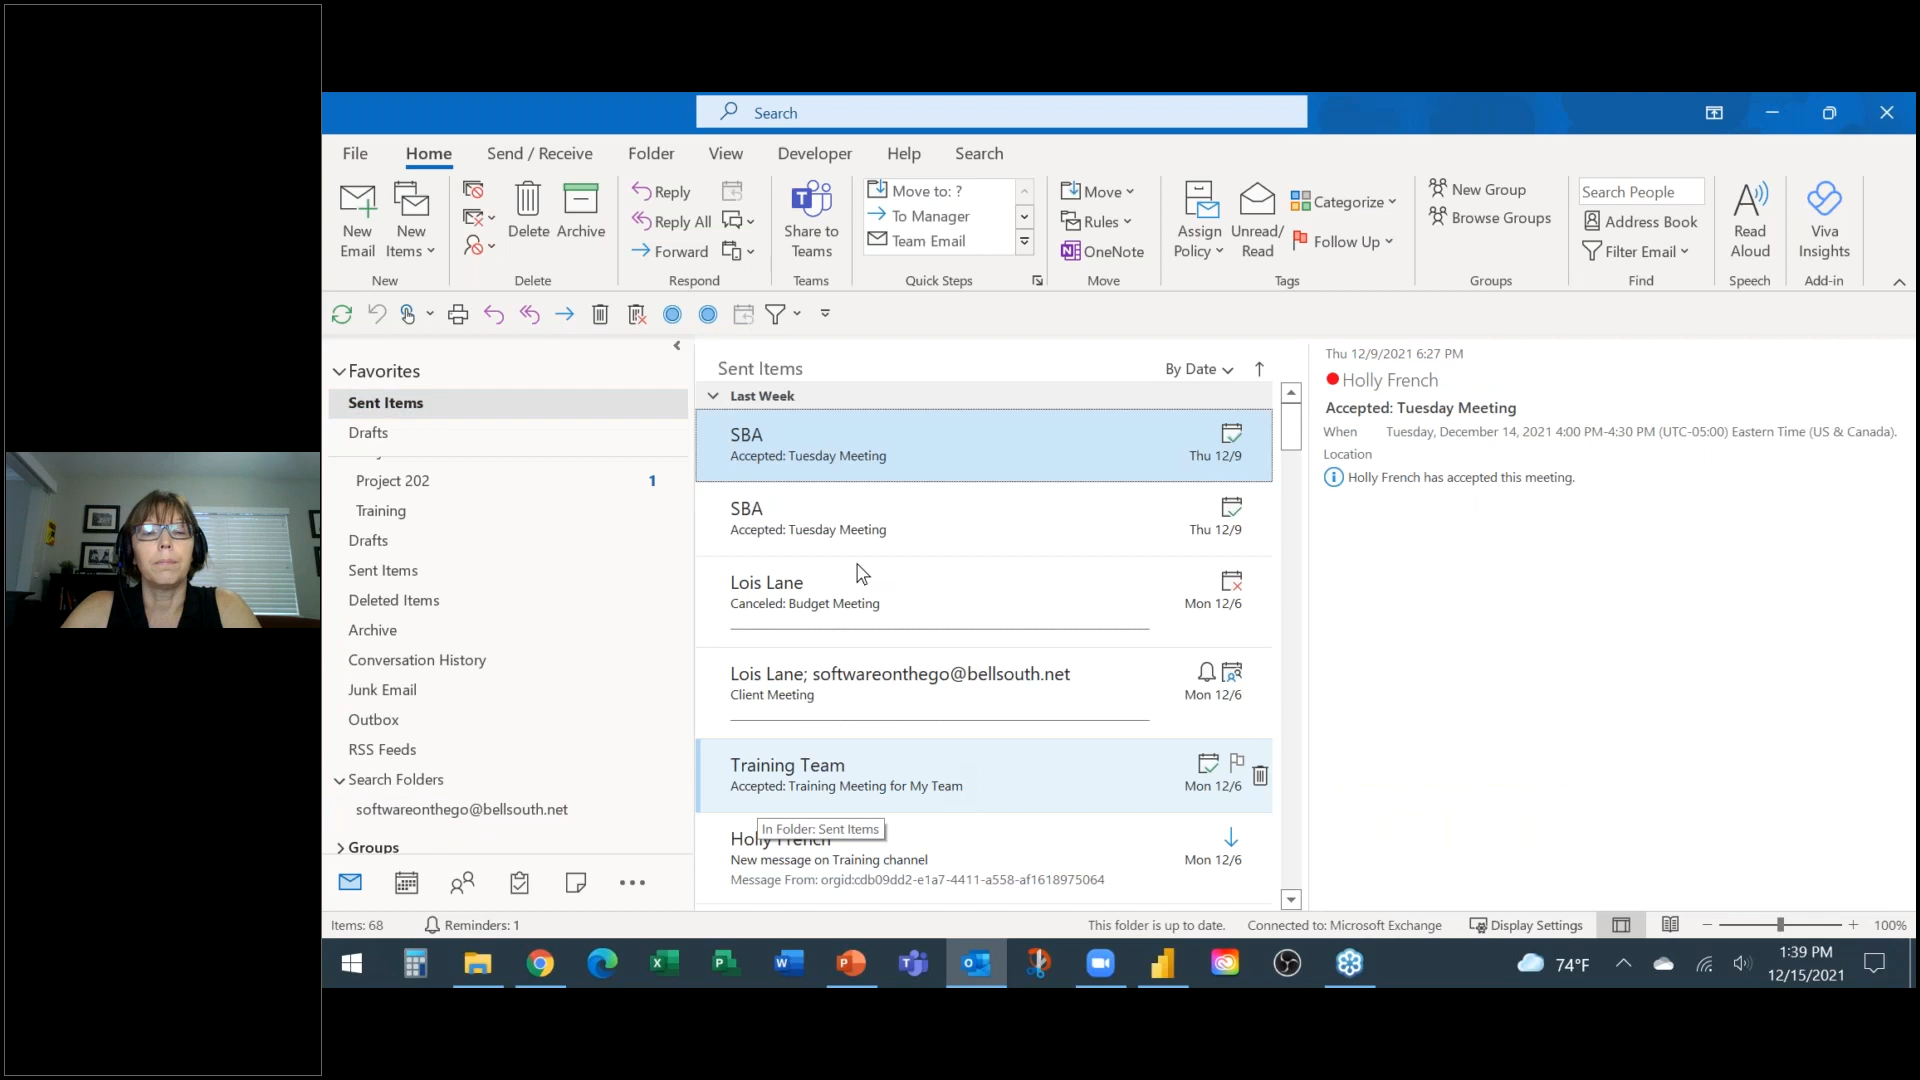 Search
File Home Send / Receive Folder View Developer Help Search
New Email
New Items
Delete
Archive
Reply
Reply All
Forward
Share to Teams
Move to: ?
To Manager
Team Email
Move
Rules
OneNote
Assign Policy
Unread/ Read
Categorize
Follow Up
New Group
Browse Groups
Search People
Address Book
Filter Email
Read Aloud
Viva Insights
New Delete Respond Teams Quick Steps Move Tags Groups Find Speech Add-in
Favorites
Sent Items
Drafts
Project 202 1
Training
Drafts
Sent Items
Deleted Items
Archive
Conversation History
Junk Email
Outbox
RSS Feeds
Search Folders
softwareonthego@bellsouth.net
Groups
Sent Items By Date
Last Week
SBA
Accepted: Tuesday Meeting Thu 12/9
SBA
Accepted: Tuesday Meeting Thu 12/9
Lois Lane
Canceled: Budget Meeting Mon 12/6
Lois Lane; softwareonthego@bellsouth.net
Client Meeting Mon 12/6
Training Team
Accepted: Training Meeting for My Team Mon 12/6
In Folder: Sent Items
Holly French
New message on Training channel Mon 12/6
Message From: orgid:cdb09dd2-e1a7-4411-a558-af1618975064
Thu 12/9/2021 6:27 PM
Holly French
Accepted: Tuesday Meeting
When Tuesday, December 14, 2021 4:00 PM-4:30 PM (UTC-05:00) Eastern Time (US & Canada).
Location
Holly French has accepted this meeting.
Items: 68 Reminders: 1 This folder is up to date. Connected to: Microsoft Exchange Display Settings 100%
74°F
1:39 PM
12/15/2021